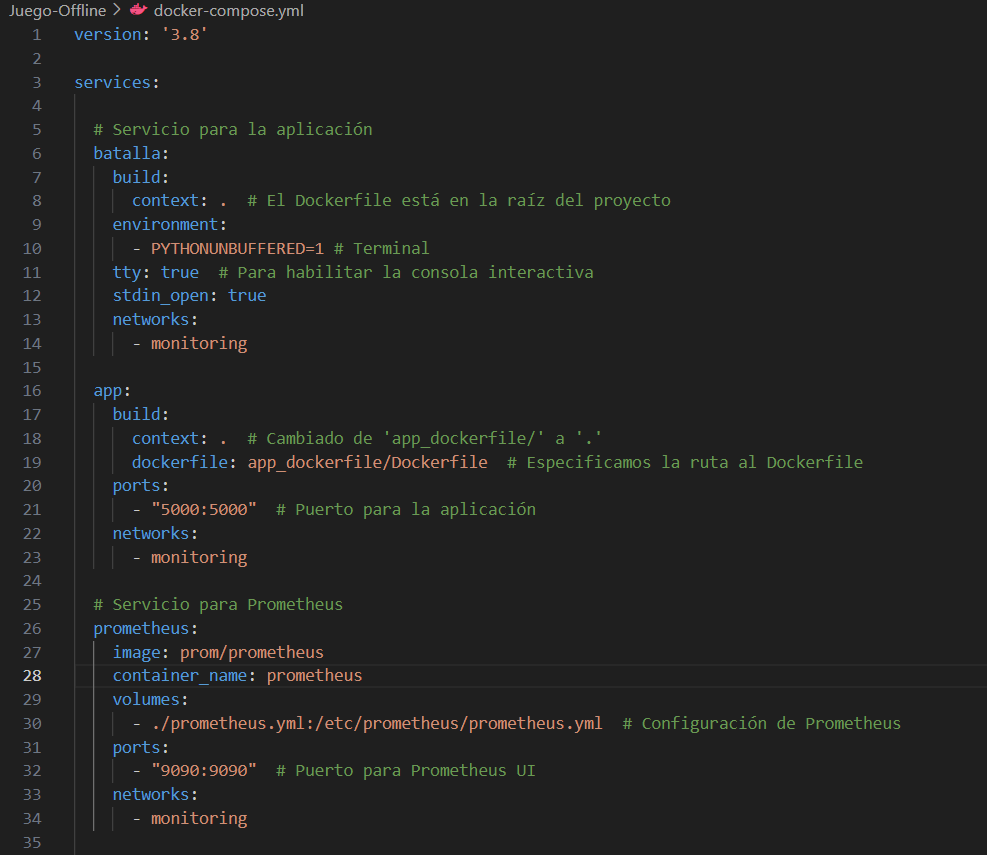 Juego-Offline > docker-compose.yml
1 version: '3.8'
2
3 services:
4
5 # Servicio para la aplicación
6 batalla:
7 build:
8 context: . # El Dockerfile está en la raíz del proyecto
9 environment:
10 - PYTHONUNBUFFERED=1 # Terminal
11 tty: true # Para habilitar la consola interactiva
12 stdin_open: true
13 networks:
14 - monitoring
15
16 app:
17 build:
18 context: . # Cambiado de 'app_dockerfile/' a '.'
19 dockerfile: app_dockerfile/Dockerfile # Especificamos la ruta al Dockerfile
20 ports:
21 - "5000:5000" # Puerto para la aplicación
22 networks:
23 - monitoring
24
25 # Servicio para Prometheus
26 prometheus:
27 image: prom/prometheus
28 container_name: prometheus
29 volumes:
30 - ./prometheus.yml:/etc/prometheus/prometheus.yml # Configuración de Prometheus
31 ports:
32 - "9090:9090" # Puerto para Prometheus UI
33 networks:
34 - monitoring
35